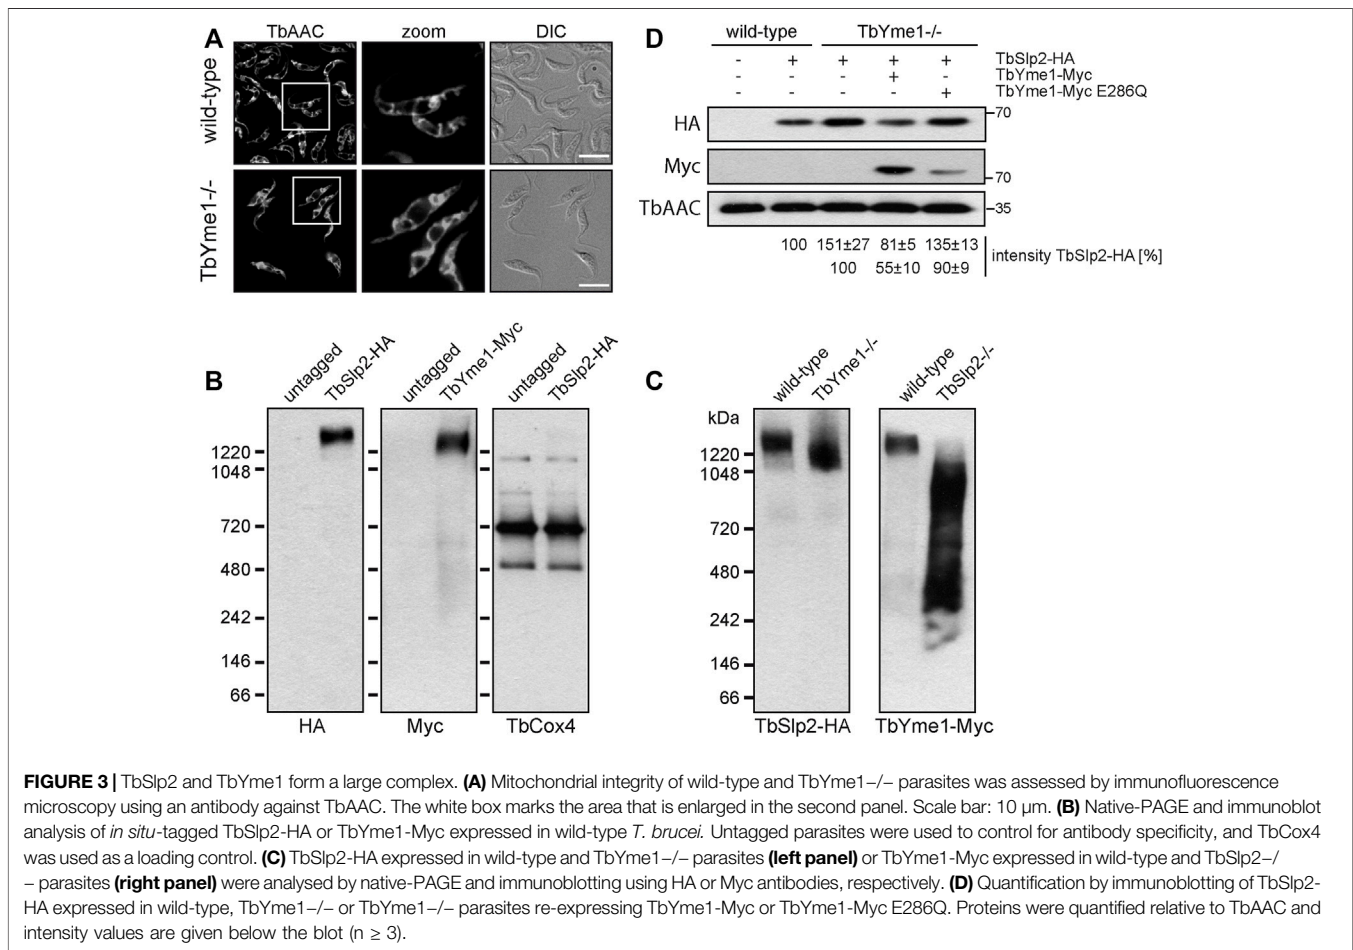 A
TbAAC zoom DIC
wild-type
TbYme1-/-
D
wild-type TbYme1-/-
- + + + + TbSlp2-HA
- - - + - TbYme1-Myc
- - - - + TbYme1-Myc E286Q
HA
70
Myc
70
TbAAC
35
100 151±27 81±5 135±13
100 55±10 90±9
intensity TbSlp2-HA [%]
B
untagged TbSlp2-HA untagged TbYme1-Myc untagged TbSlp2-HA
1220
1048
720
480
242
146
66
HA Myc TbCox4
C
wild-type TbYme1-/- wild-type TbSlp2-/-
kDa
1220
1048
720
480
242
146
66
TbSlp2-HA TbYme1-Myc
FIGURE 3 | TbSlp2 and TbYme1 form a large complex. (A) Mitochondrial integrity of wild-type and TbYme1−/− parasites was assessed by immunofluorescence
microscopy using an antibody against TbAAC. The white box marks the area that is enlarged in the second panel. Scale bar: 10 μm. (B) Native-PAGE and immunoblot
analysis of in situ-tagged TbSlp2-HA or TbYme1-Myc expressed in wild-type T. brucei. Untagged parasites were used to control for antibody specificity, and TbCox4
was used as a loading control. (C) TbSlp2-HA expressed in wild-type and TbYme1−/− parasites (left panel) or TbYme1-Myc expressed in wild-type and TbSlp2−/
− parasites (right panel) were analysed by native-PAGE and immunoblotting using HA or Myc antibodies, respectively. (D) Quantification by immunoblotting of TbSlp2-
HA expressed in wild-type, TbYme1−/− or TbYme1−/− parasites re-expressing TbYme1-Myc or TbYme1-Myc E286Q. Proteins were quantified relative to TbAAC and
intensity values are given below the blot (n ≥ 3).